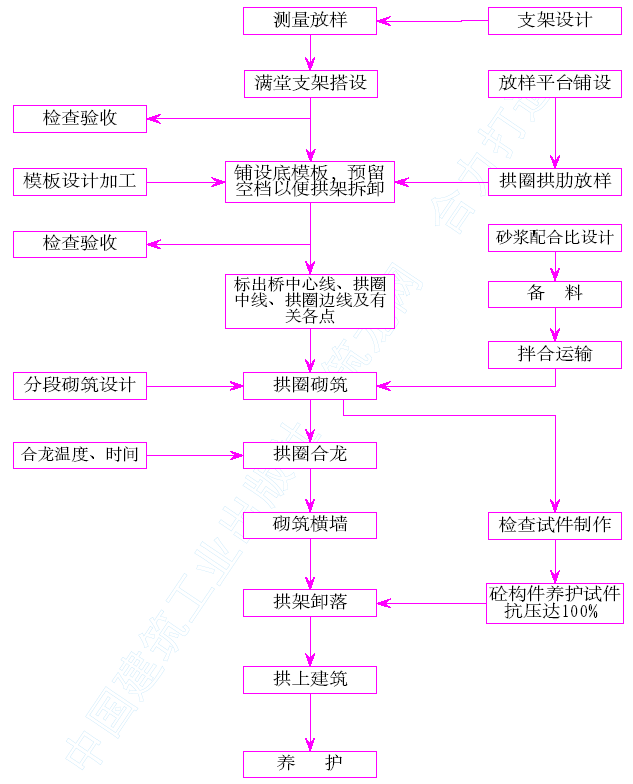 测量放样
支架设计
满堂支架搭设
放样平台铺设
检查验收
模板设计加工
铺设底模板，预留
空档以便拱架拆卸
拱圈拱肋放样
检查验收
砂浆配合比设计
标出桥中心线、拱圈
中线、拱圈边线及有
关各点
备 料
拌合运输
分段砌筑设计
拱圈砌筑
合龙温度、时间
拱圈合龙
砌筑横墙
检查试件制作
拱架卸落
砼构件养护试件
抗压达100%
拱上建筑
养 护